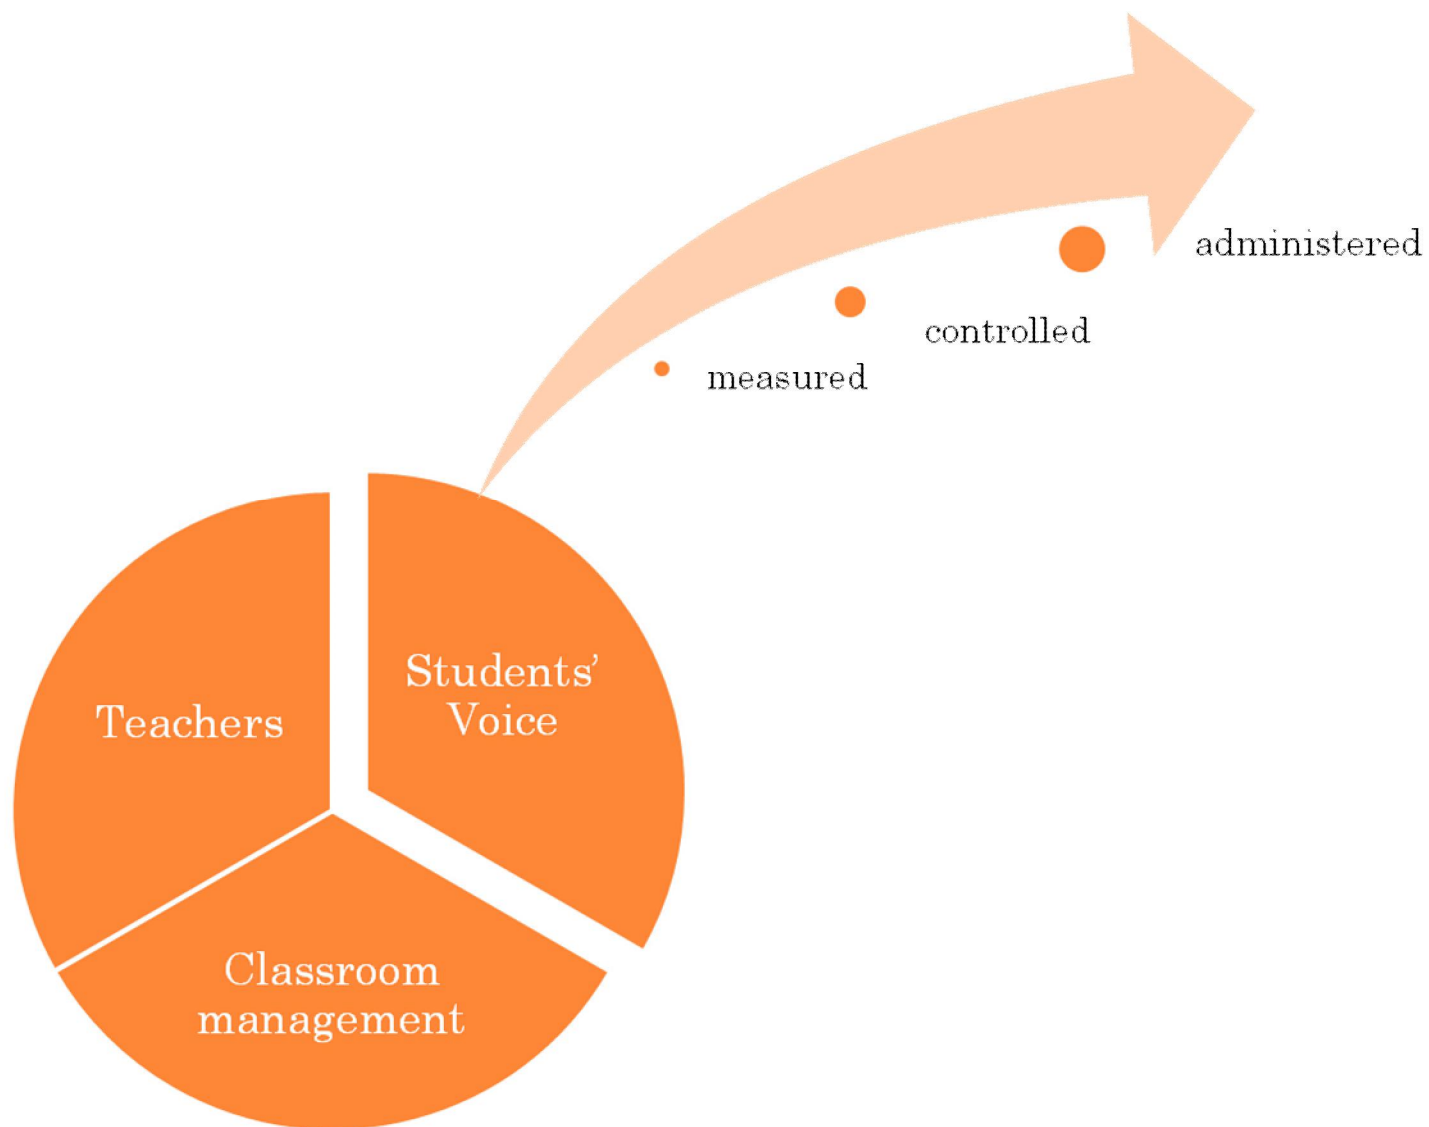 administered
controlled
measured
Students’
Voice
Teachers
Classroom
management